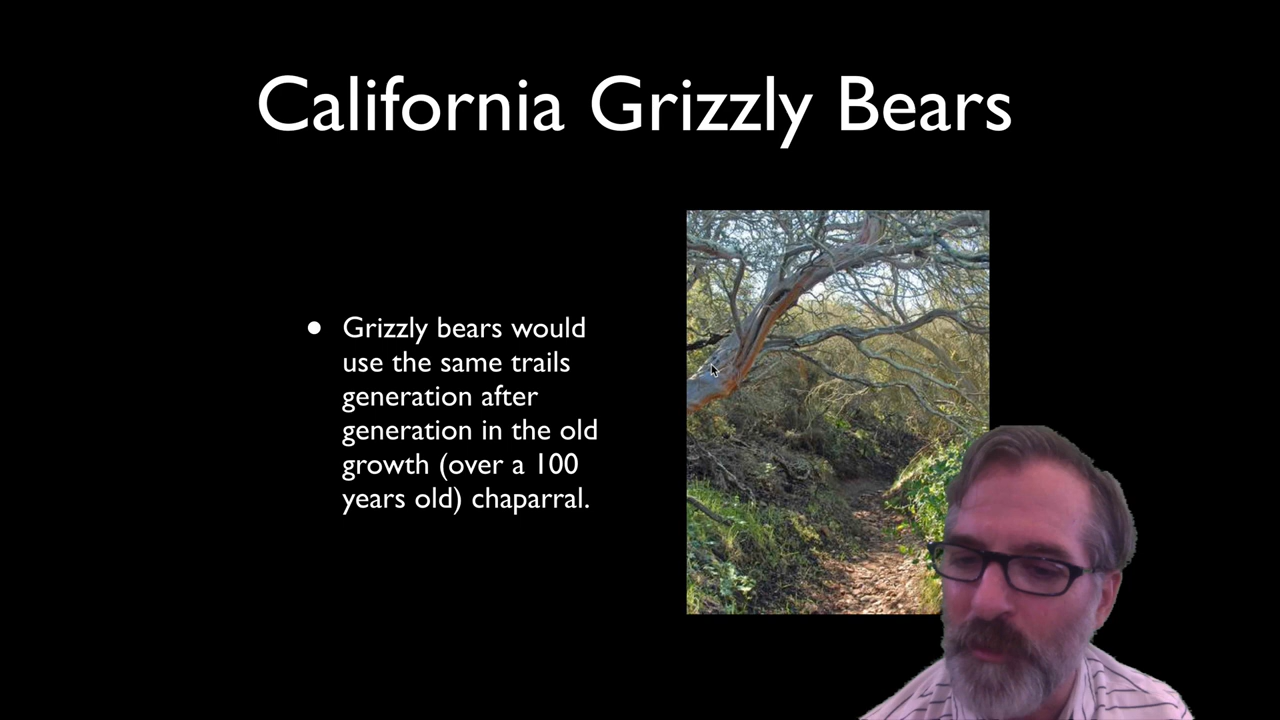 California Grizzly Bears
• Grizzly bears would
use the same trails
generation after
generation in the old
growth (over a 100
years old) chaparral.